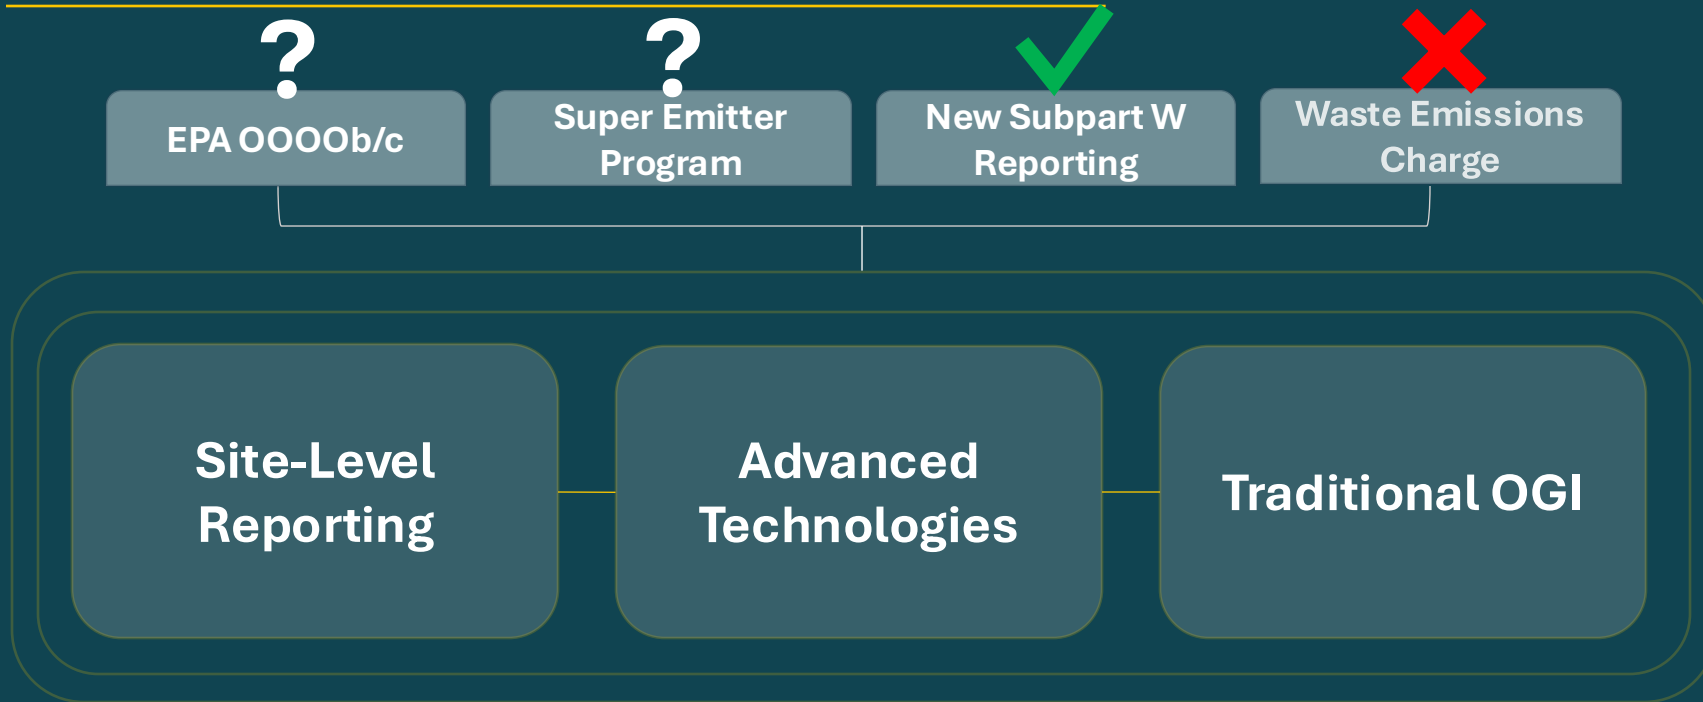 ?
?
EPA OOOOb/c
Super Emitter
Program
New Subpart W
Reporting
Waste Emissions
Charge
Site-Level
Reporting
Advanced
Technologies
Traditional OGI